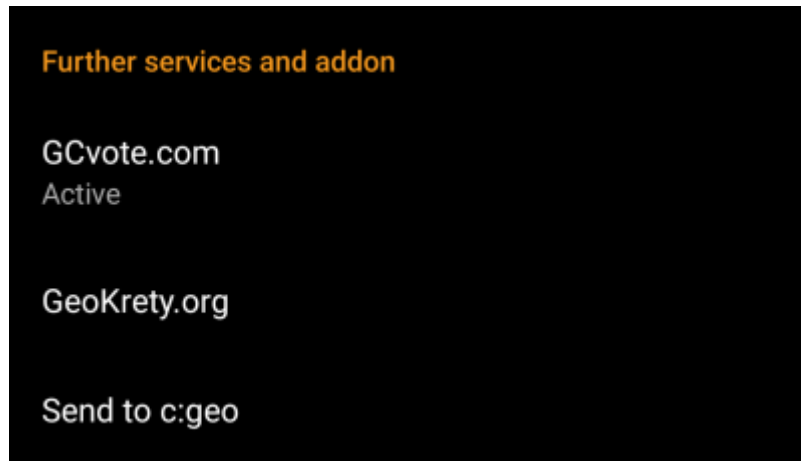 Further services and addon
GCvote.com
Active
GeoKrety.org
Send to c:geo